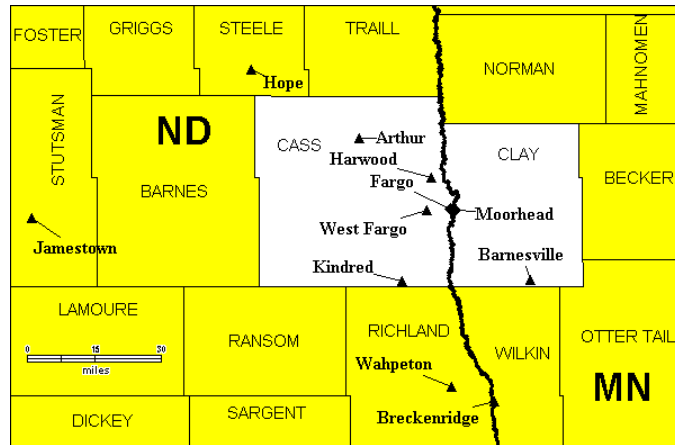 FOSTER
GRIGGS
STEELE
TRAILL
NORMAN
MAHNOMEN
Hope
STUTSMAN
ND
CASS
Arthur
Harwood
CLAY
Fargo
BECKER
BARNES
Jamestown
West Fargo
Moorhead
Kindred
Barnesville
LAMOURE
RANSOM
RICHLAND
WILKIN
OTTER TAIL
0 15 30
miles
Wahpeton
MN
Breckenridge
DICKEY
SARGENT